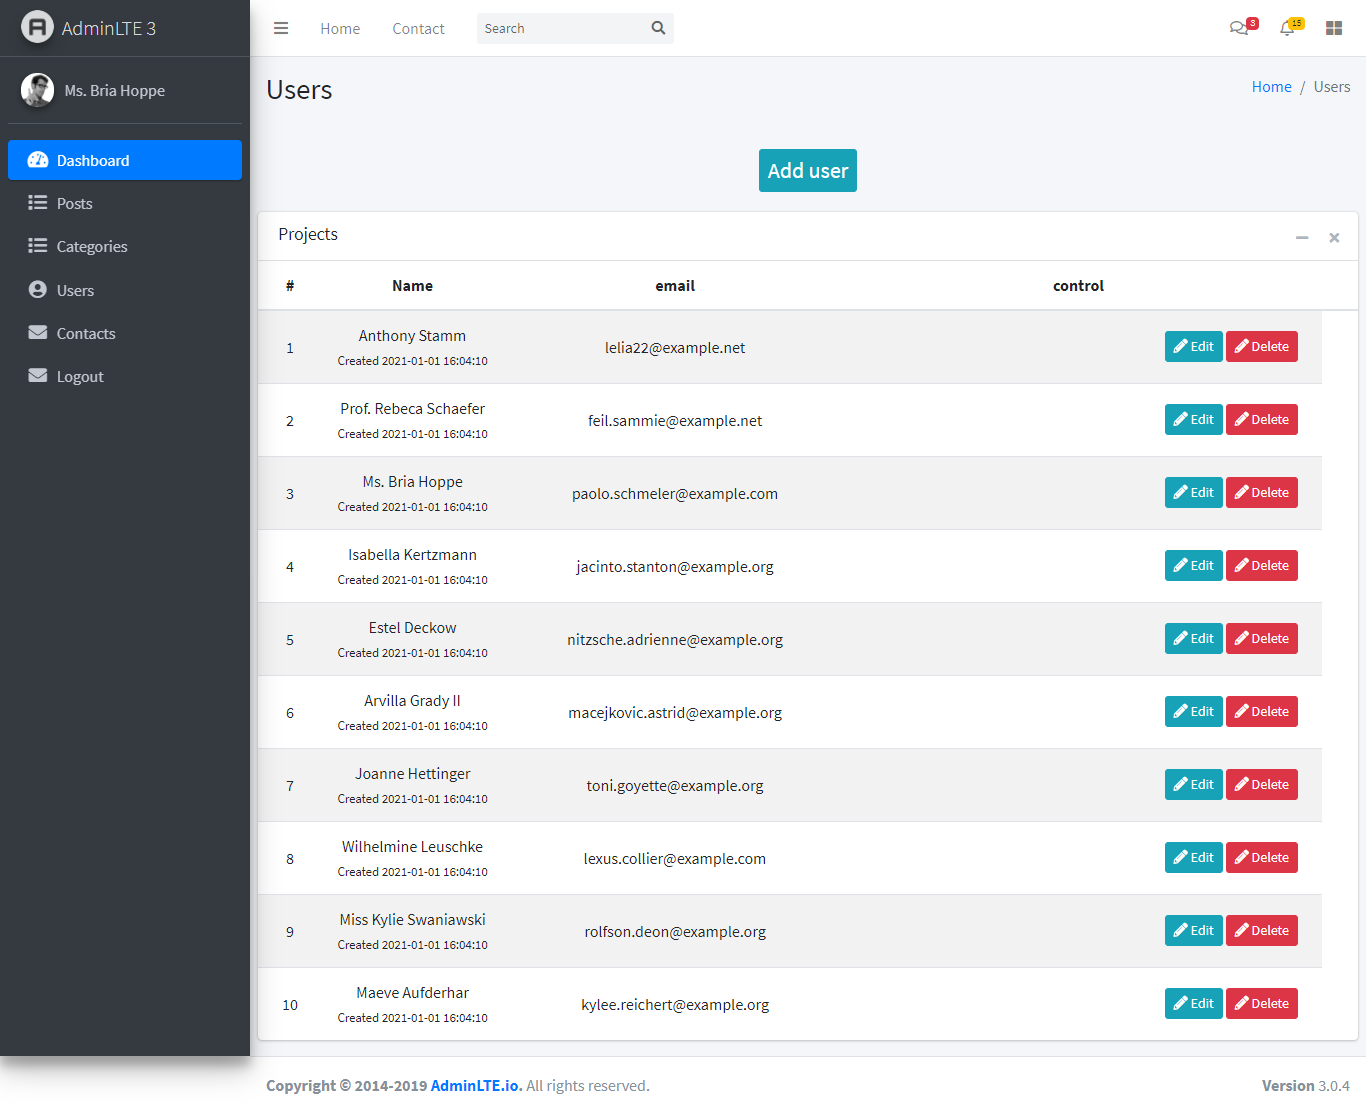 AdminLTE 3
Home
Contact
Search
3
15
Ms. Bria Hoppe
Dashboard
Posts
Categories
Users
Contacts
Logout
Users
Home / Users
Add user
Projects
# Name email control
1 Anthony Stamm lelia22@example.net Edit Delete
Created 2021-01-01 16:04:10
2 Prof. Rebeca Schaefer feil.sammie@example.net Edit Delete
Created 2021-01-01 16:04:10
3 Ms. Bria Hoppe paolo.schmeler@example.com Edit Delete
Created 2021-01-01 16:04:10
4 Isabella Kertzmann jacinto.stanton@example.org Edit Delete
Created 2021-01-01 16:04:10
5 Estel Deckow nitzsche.adrienne@example.org Edit Delete
Created 2021-01-01 16:04:10
6 Arvilla Grady II macejkovic.astrid@example.org Edit Delete
Created 2021-01-01 16:04:10
7 Joanne Hettinger toni.goyette@example.org Edit Delete
Created 2021-01-01 16:04:10
8 Wilhelmine Leuschke lexus.collier@example.com Edit Delete
Created 2021-01-01 16:04:10
9 Miss Kylie Swaniawski rolfson.deon@example.org Edit Delete
Created 2021-01-01 16:04:10
10 Maeve Aufderhar kylee.reichert@example.org Edit Delete
Created 2021-01-01 16:04:10
Copyright © 2014-2019 AdminLTE.io. All rights reserved.
Version 3.0.4